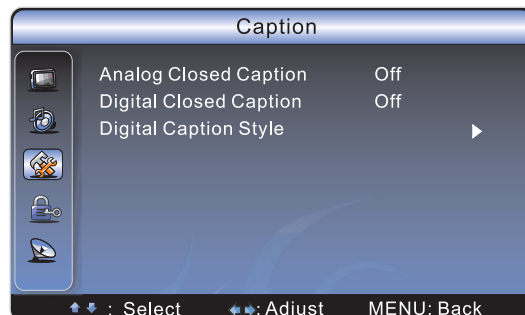 Caption
Analog Closed Caption Off
Digital Closed Caption Off
Digital Caption Style
: Select : Adjust MENU: Back